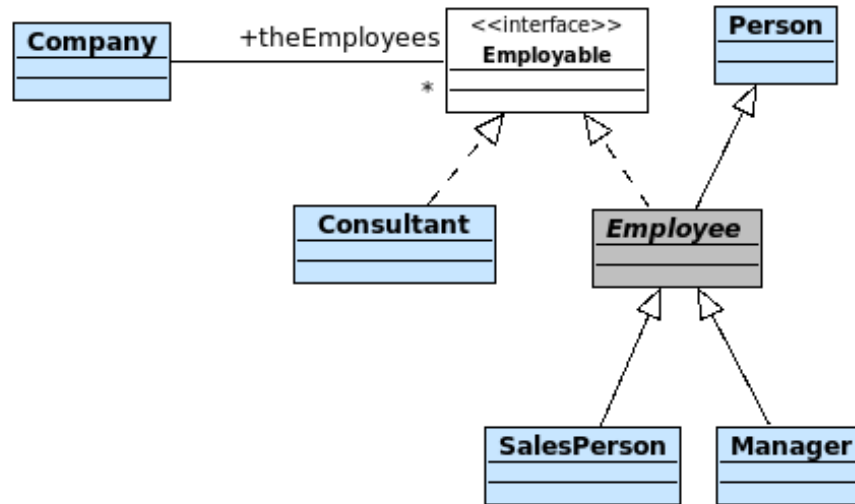 Company
+theEmployees
*
<<interface>>
Employable
Person
Consultant
Employee
SalesPerson
Manager